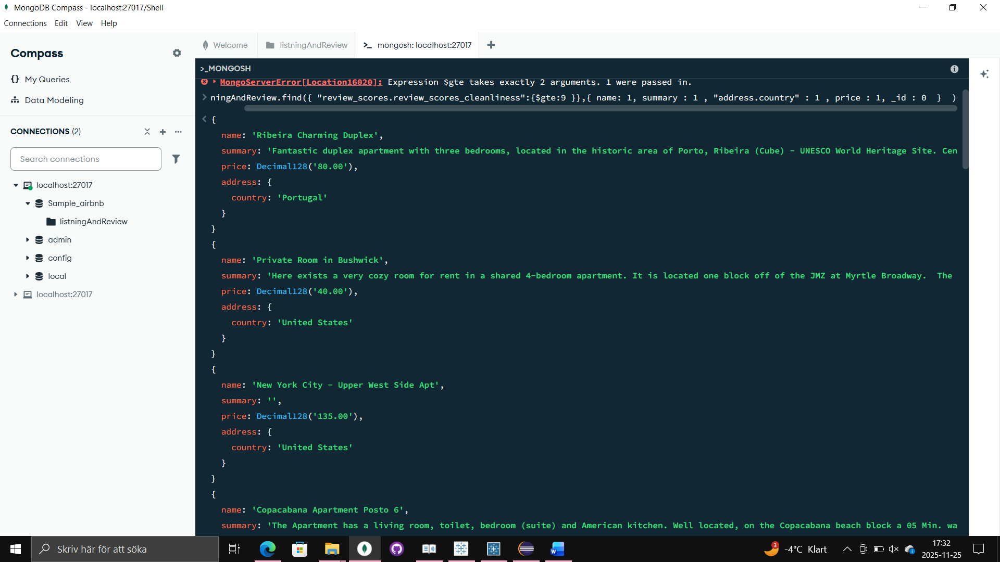 MongoDB Compass - localhost:27017/Shell
Connections Edit View Help
Compass
My Queries
Data Modeling
CONNECTIONS (2)
Search connections
localhost:27017
Sample_airbnb
listningAndReview
admin
config
local
localhost:27017
Welcome
listningAndReview
mongosh: localhost:27017
>_MONGOSH
MongoServerError[Location16020]: Expression $gte takes exactly 2 arguments. 1 were passed in.
ningAndReview.find({ "review_scores.review_scores_cleanliness":{$gte:9 }},{ name: 1, summary : 1 , "address.country" : 1 , price : 1, _id : 0  }  )
{
name: 'Ribeira Charming Duplex',
summary: 'Fantastic duplex apartment with three bedrooms, located in the historic area of Porto, Ribeira (Cube) - UNESCO World Heritage Site. Cen
price: Decimal128('80.00'),
address: {
country: 'Portugal'
}
}
{
name: 'Private Room in Bushwick',
summary: 'Here exists a very cozy room for rent in a shared 4-bedroom apartment. It is located one block off of the JMZ at Myrtle Broadway.  The
price: Decimal128('40.00'),
address: {
country: 'United States'
}
}
{
name: 'New York City - Upper West Side Apt',
summary: '',
price: Decimal128('135.00'),
address: {
country: 'United States'
}
}
{
name: 'Copacabana Apartment Posto 6',
summary: 'The Apartment has a living room, toilet, bedroom (suite) and American kitchen. Well located, on the Copacabana beach block a 05 Min. wa
Skriv här för att söka
3
-4°C Klart
17:32
2025-11-25